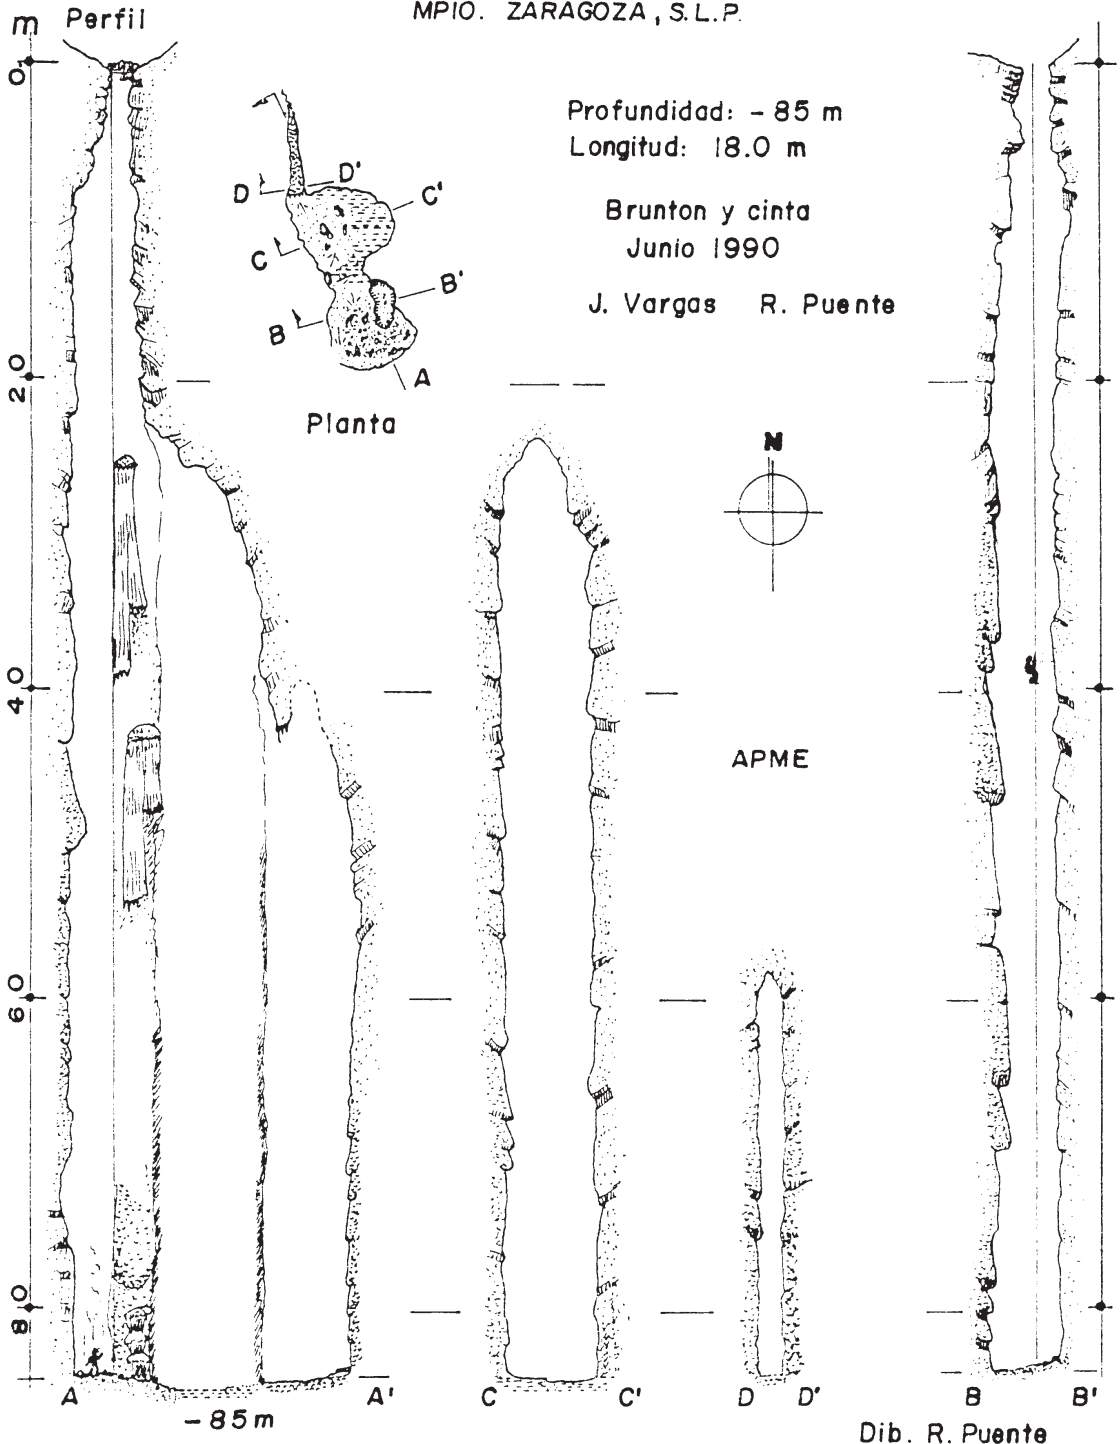 MPIO. ZARAGOZA, S.L.P.
m Perfil
0
20
40
60
80
Profundidad: -85 m
Longitud: 18.0 m
Brunton y cinta
Junio 1990
J. Vargas R. Puente
D D'
C C'
B B'
A
Planta
N
APME
A A'
-85m
C C'
D D'
B B'
Dib. R. Puente